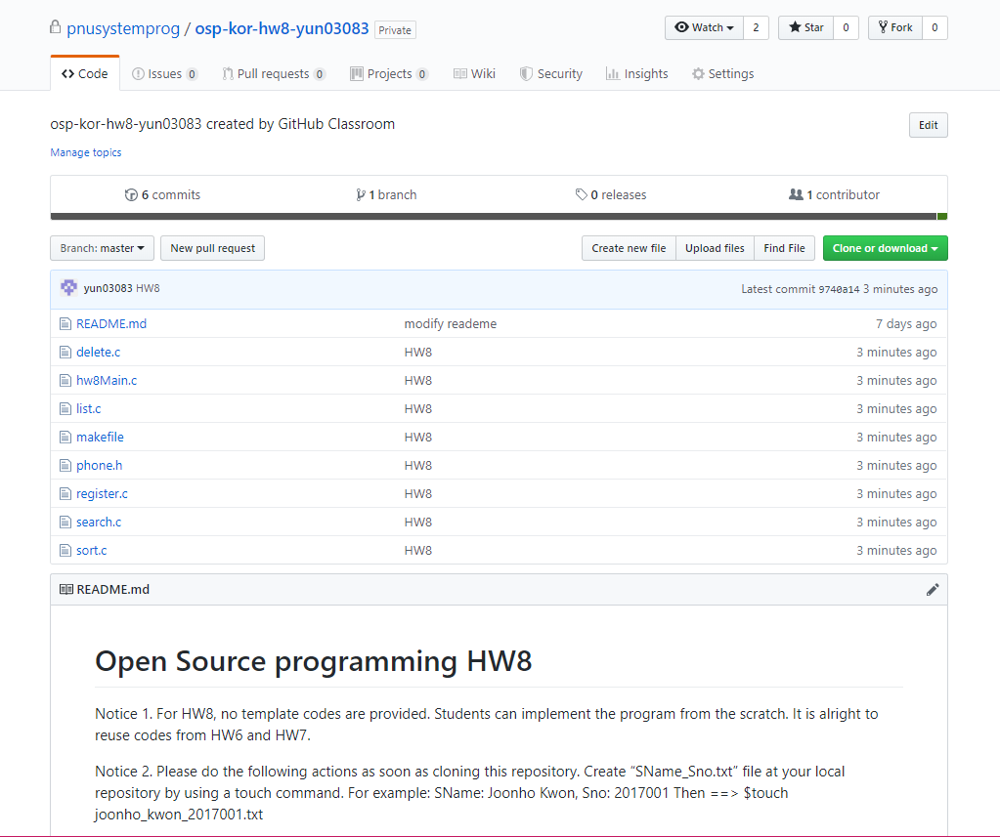 pnusystemprog / osp-kor-hw8-yun03083 Private
Watch 2 Star 0 Fork 0
Code Issues 0 Pull requests 0 Projects 0 Wiki Security Insights Settings
osp-kor-hw8-yun03083 created by GitHub Classroom
Edit
Manage topics
6 commits 1 branch 0 releases 1 contributor
Branch: master New pull request Create new file Upload files Find File Clone or download
yun03083 HW8 Latest commit 9740a14 3 minutes ago
README.md modify reademe 7 days ago
delete.c HW8 3 minutes ago
hw8Main.c HW8 3 minutes ago
list.c HW8 3 minutes ago
makefile HW8 3 minutes ago
phone.h HW8 3 minutes ago
register.c HW8 3 minutes ago
search.c HW8 3 minutes ago
sort.c HW8 3 minutes ago
README.md
Open Source programming HW8
Notice 1. For HW8, no template codes are provided. Students can implement the program from the scratch. It is alright to
reuse codes from HW6 and HW7.
Notice 2. Please do the following actions as soon as cloning this repository. Create “SName_Sno.txt” file at your local
repository by using a touch command. For example: SName: Joonho Kwon, Sno: 2017001 Then ==> $touch
joonho_kwon_2017001.txt